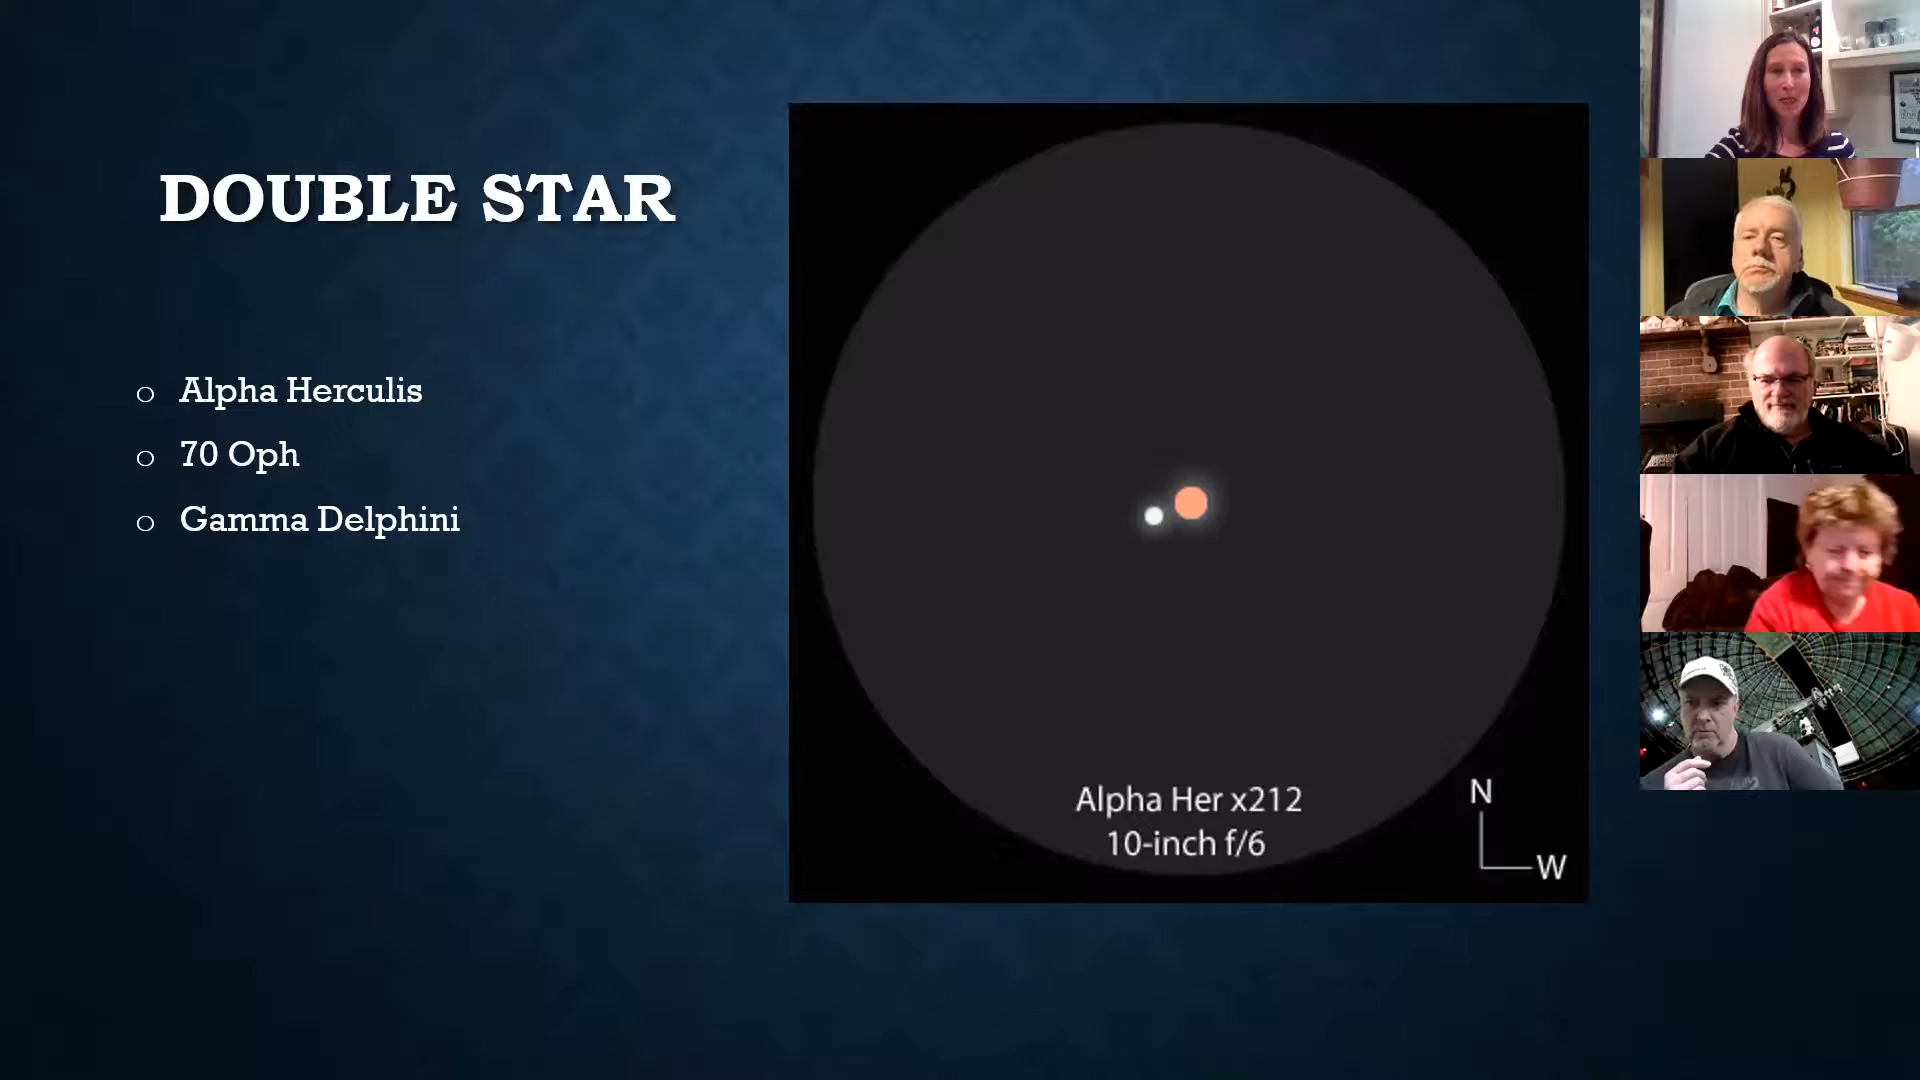 DOUBLE STAR
Alpha Herculis
70 Oph
Gamma Delphini
Alpha Her x212
10-inch f/6
N
W